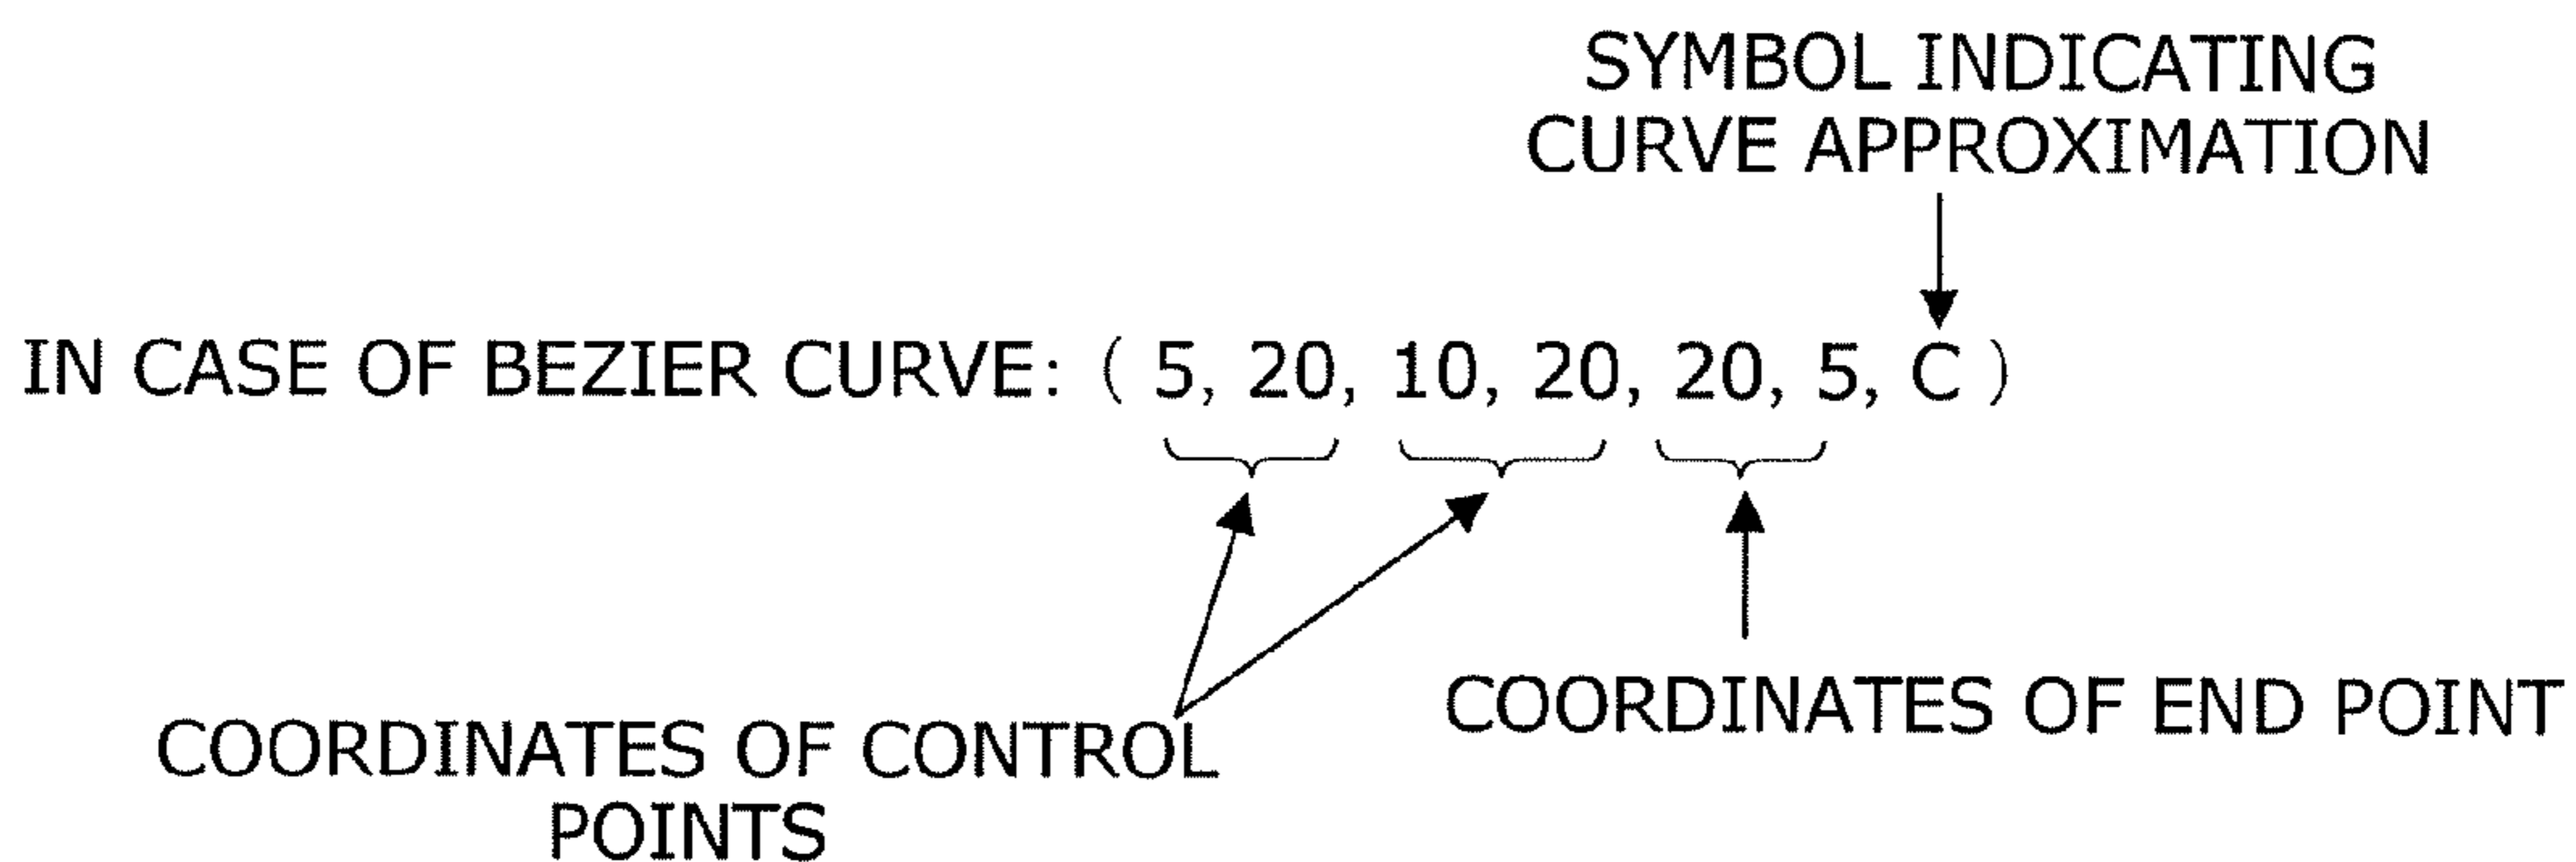 SYMBOL INDICATING
CURVE APPROXIMATION
IN CASE OF BEZIER CURVE: ( 5, 20, 10, 20, 20, 5, C )
COORDINATES OF CONTROL
POINTS
COORDINATES OF END POINT